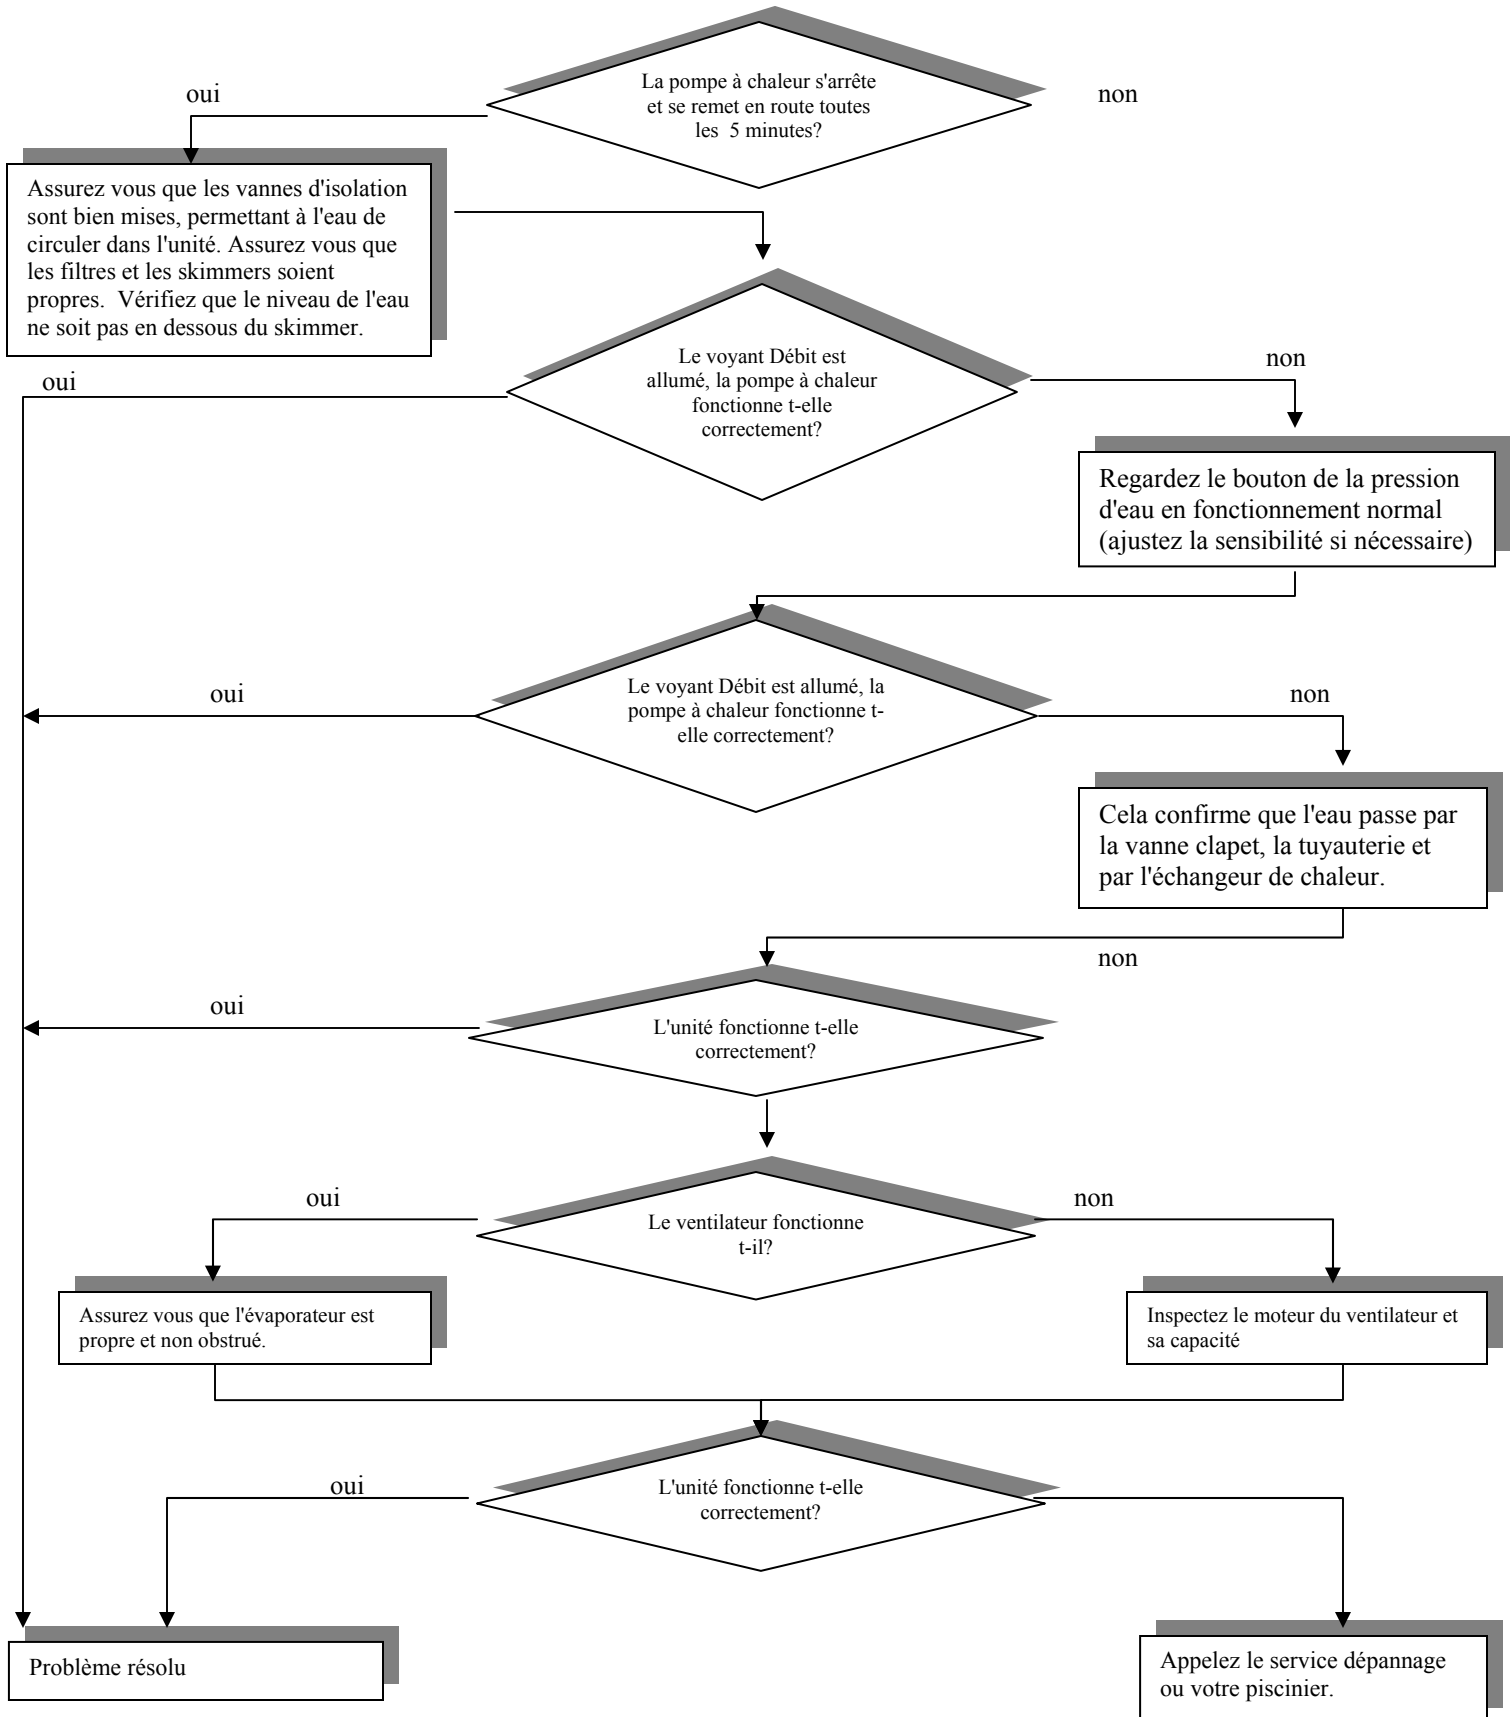 La pompe à chaleur s'arrête
et se remet en route toutes
les 5 minutes?
oui
non
Assurez vous que les vannes d'isolation
sont bien mises, permettant à l'eau de
circuler dans l'unité. Assurez vous que
les filtres et les skimmers soient
propres. Vérifiez que le niveau de l'eau
ne soit pas en dessous du skimmer.
Le voyant Débit est
allumé, la pompe à chaleur
fonctionne t-elle
correctement?
oui
non
Regardez le bouton de la pression
d'eau en fonctionnement normal
(ajustez la sensibilité si nécessaire)
Le voyant Débit est allumé, la
pompe à chaleur fonctionne t-
elle correctement?
oui
non
Cela confirme que l'eau passe par
la vanne clapet, la tuyauterie et
par l'échangeur de chaleur.
non
oui
L'unité fonctionne t-elle
correctement?
oui
non
Le ventilateur fonctionne
t-il?
Assurez vous que l'évaporateur est
propre et non obstrué.
Inspectez le moteur du ventilateur et
sa capacité
oui
L'unité fonctionne t-elle
correctement?
Problème résolu
Appelez le service dépannage
ou votre piscinier.